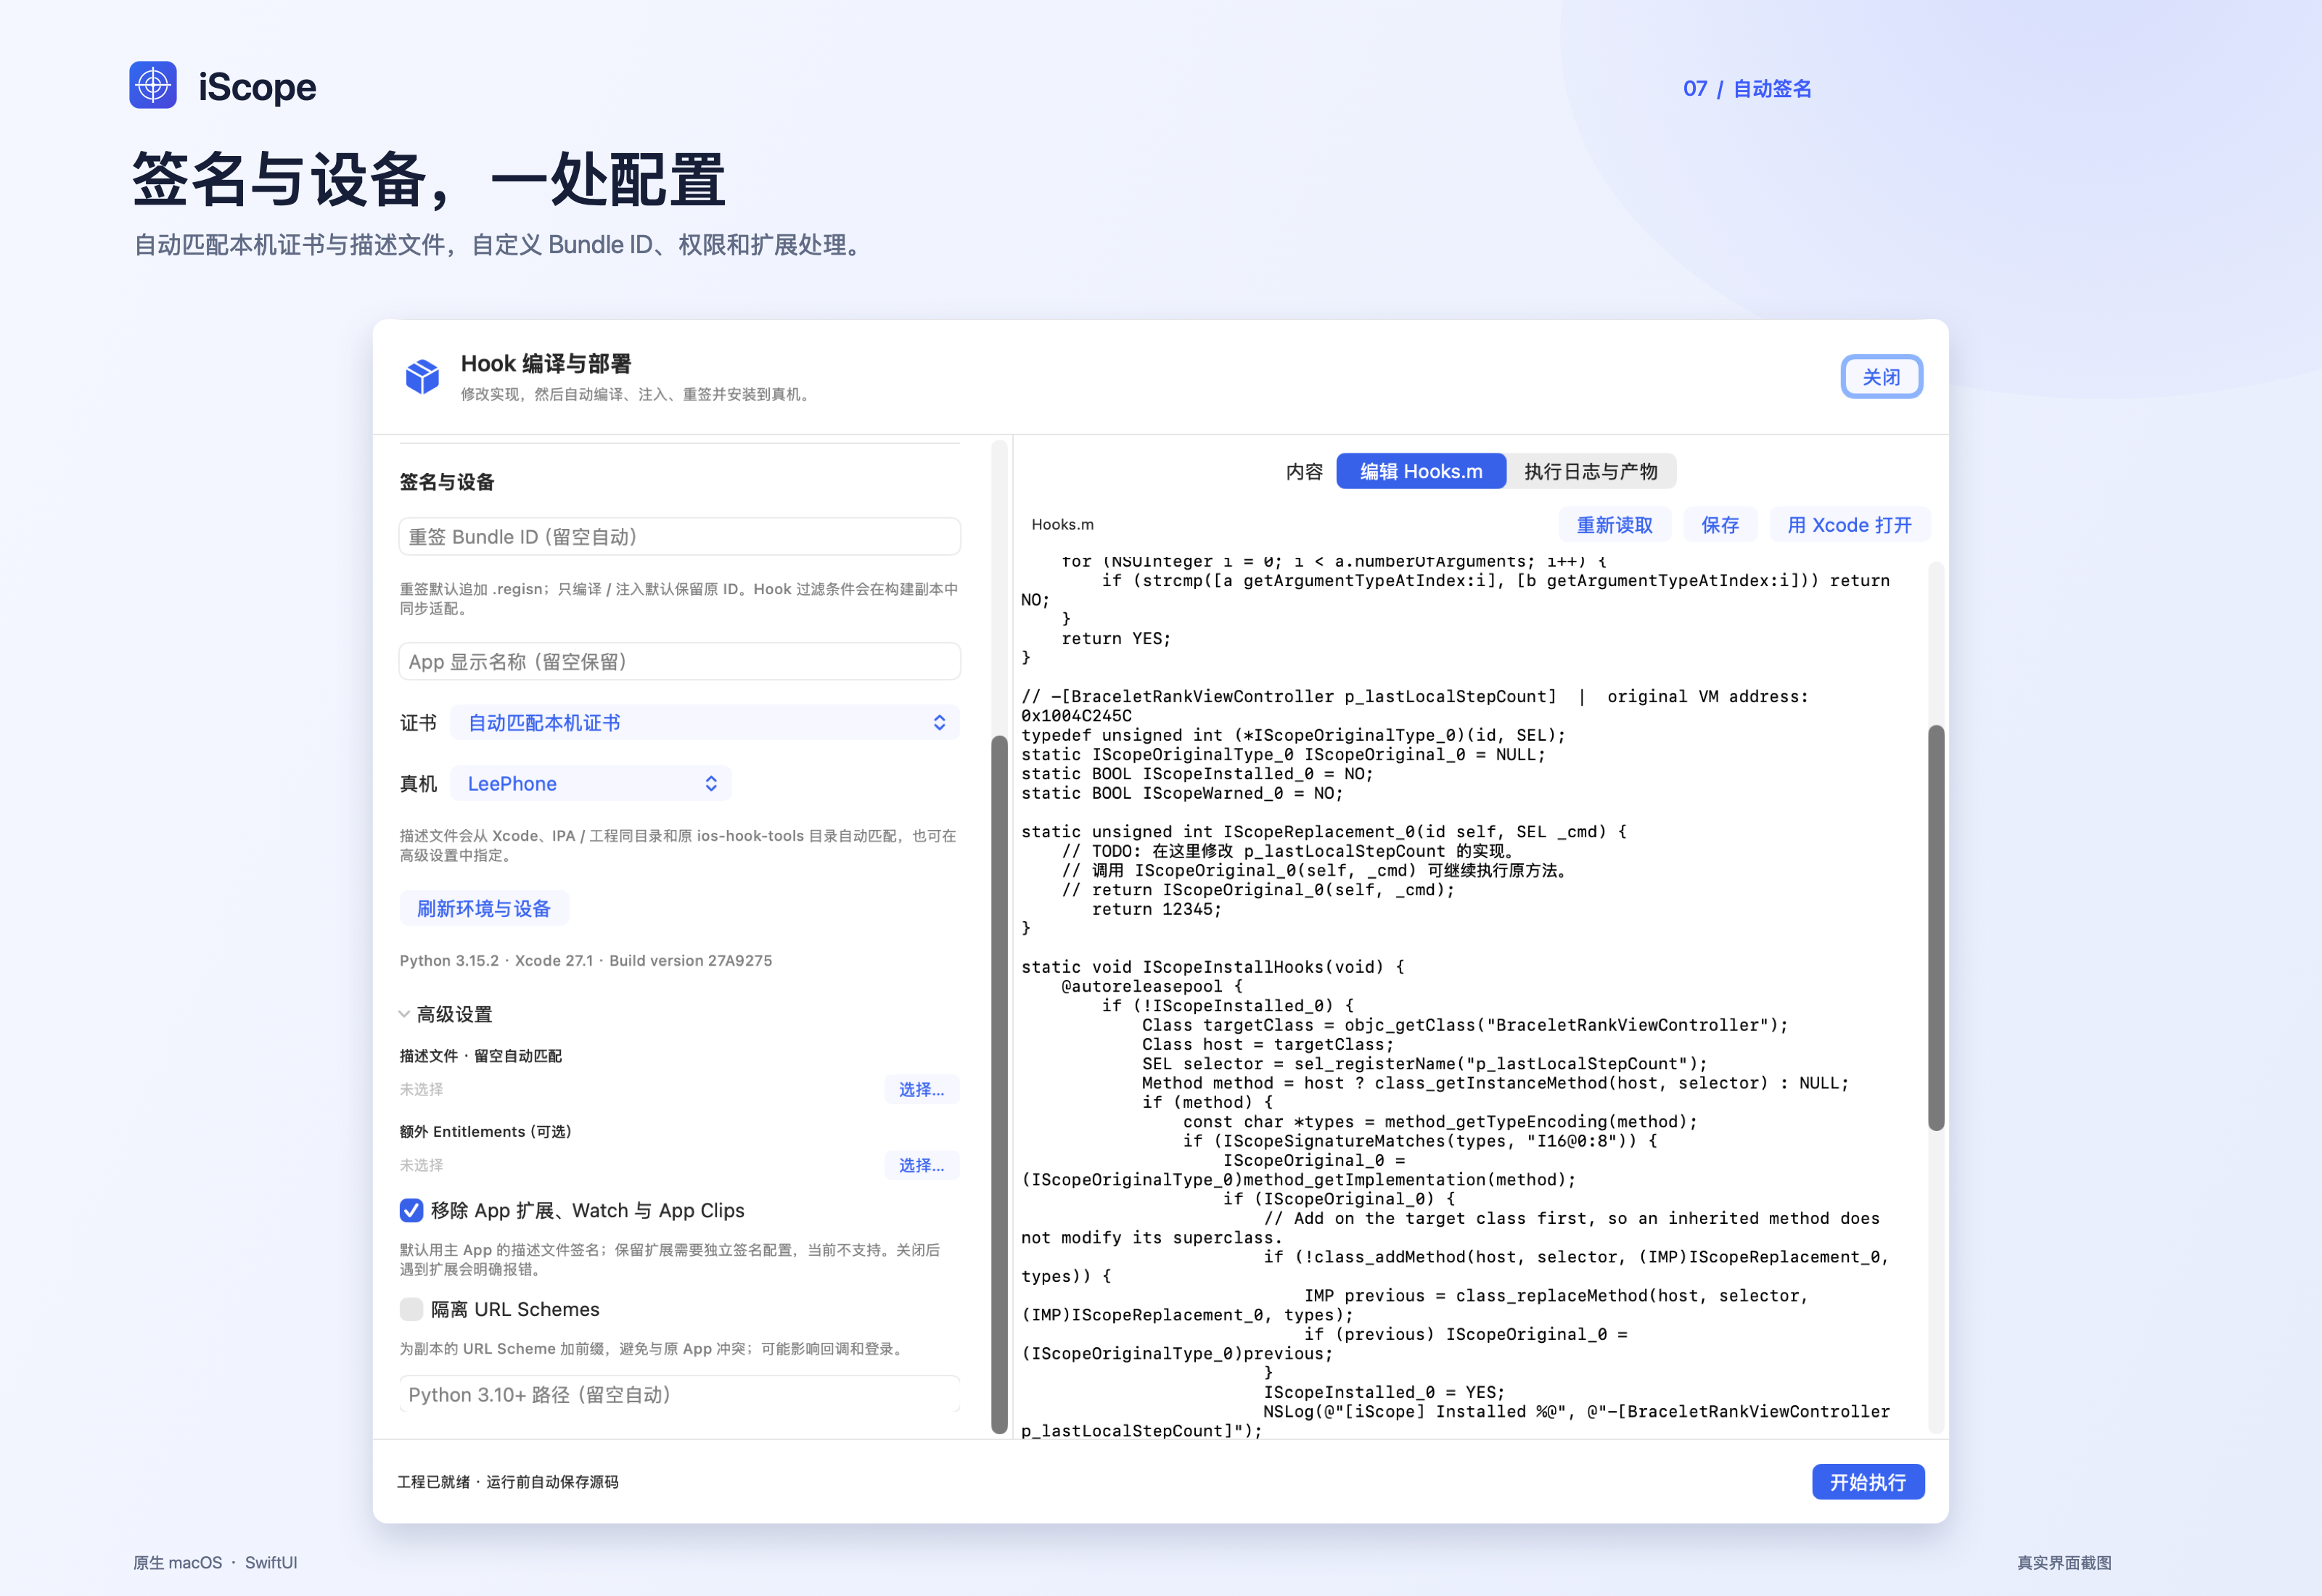 iScope
07 / 自动签名
签名与设备，一处配置
自动匹配本机证书与描述文件，自定义 Bundle ID、权限和扩展处理。
Hook 编译与部署
修改实现，然后自动编译、注入、重签并安装到真机。
关闭
签名与设备
重签 Bundle ID（留空自动）
重签默认追加 .regisn；只编译 / 注入默认保留原 ID。Hook 过滤条件会在构建副本中
同步适配。
App 显示名称（留空保留）
证书 自动匹配本机证书
真机 LeePhone
描述文件会从 Xcode、IPA / 工程同目录和原 ios-hook-tools 目录自动匹配，也可在
高级设置中指定。
刷新环境与设备
Python 3.15.2 · Xcode 27.1 · Build version 27A9275
高级设置
描述文件 · 留空自动匹配
未选择 选择...
额外 Entitlements（可选）
未选择 选择...
移除 App 扩展、Watch 与 App Clips
默认用主 App 的描述文件签名；保留扩展需要独立签名配置，当前不支持。关闭后
遇到扩展会明确报错。
隔离 URL Schemes
为副本的 URL Scheme 加前缀，避免与原 App 冲突；可能影响回调和登录。
Python 3.10+ 路径（留空自动）
内容 编辑 Hooks.m 执行日志与产物
Hooks.m 重新读取 保存 用 Xcode 打开
    for (NSUInteger i = 0; i < a.numberOfArguments; i++) {
        if (strcmp([a getArgumentTypeAtIndex:i], [b getArgumentTypeAtIndex:i])) return
NO;
    }
    return YES;
}
// -[BraceletRankViewController p_lastLocalStepCount]  |  original VM address:
0x1004C245C
typedef unsigned int (*IScopeOriginalType_0)(id, SEL);
static IScopeOriginalType_0 IScopeOriginal_0 = NULL;
static BOOL IScopeInstalled_0 = NO;
static BOOL IScopeWarned_0 = NO;
static unsigned int IScopeReplacement_0(id self, SEL _cmd) {
    // TODO: 在这里修改 p_lastLocalStepCount 的实现。
    // 调用 IScopeOriginal_0(self, _cmd) 可继续执行原方法。
    // return IScopeOriginal_0(self, _cmd);
       return 12345;
}
static void IScopeInstallHooks(void) {
    @autoreleasepool {
        if (!IScopeInstalled_0) {
            Class targetClass = objc_getClass("BraceletRankViewController");
            Class host = targetClass;
            SEL selector = sel_registerName("p_lastLocalStepCount");
            Method method = host ? class_getInstanceMethod(host, selector) : NULL;
            if (method) {
                const char *types = method_getTypeEncoding(method);
                if (IScopeSignatureMatches(types, "I16@0:8")) {
                    IScopeOriginal_0 =
(IScopeOriginalType_0)method_getImplementation(method);
                    if (IScopeOriginal_0) {
                        // Add on the target class first, so an inherited method does
not modify its superclass.
                        if (!class_addMethod(host, selector, (IMP)IScopeReplacement_0,
types)) {
                            IMP previous = class_replaceMethod(host, selector,
(IMP)IScopeReplacement_0, types);
                            if (previous) IScopeOriginal_0 =
(IScopeOriginalType_0)previous;
                        }
                        IScopeInstalled_0 = YES;
                        NSLog(@"[iScope] Installed %@", @"-[BraceletRankViewController
p_lastLocalStepCount]");
工程已就绪 · 运行前自动保存源码
开始执行
原生 macOS · SwiftUI
真实界面截图